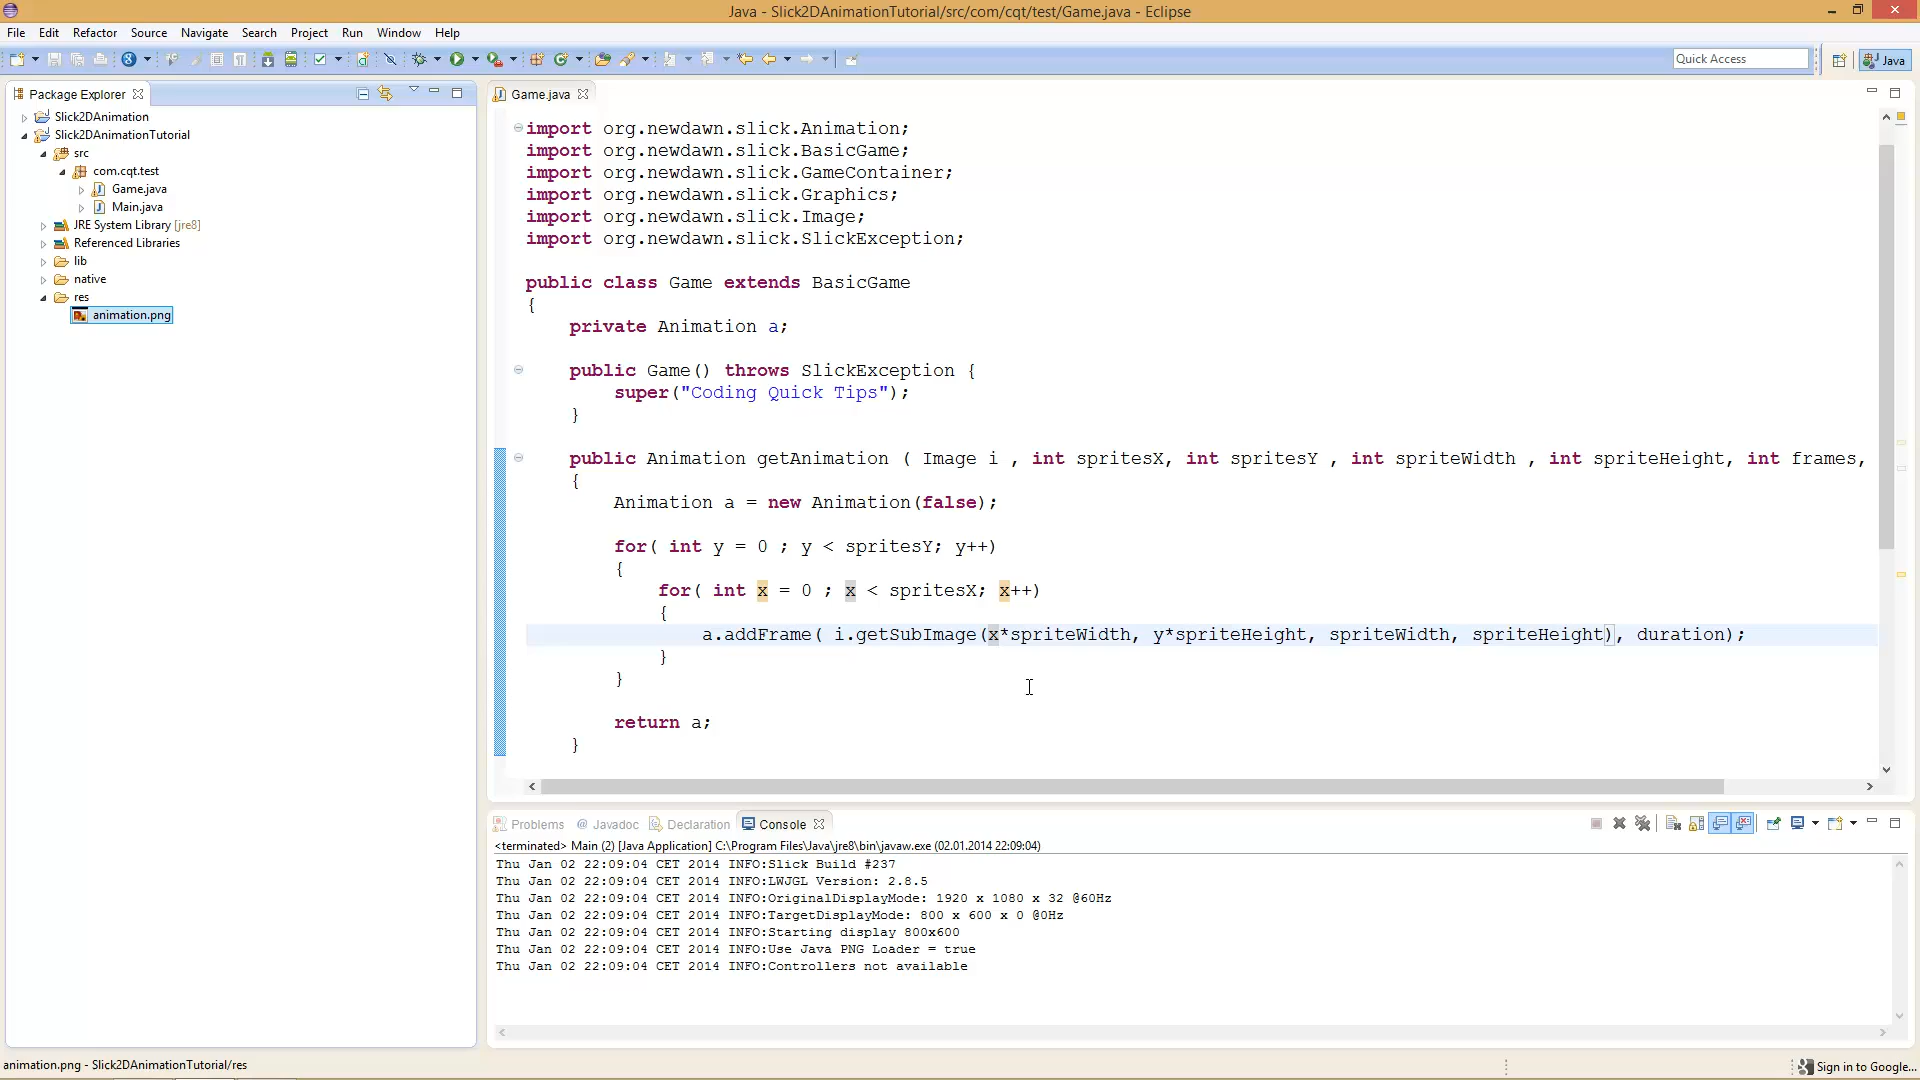 Java - Slick2DAnimationTutorial/src/com/cqt/test/Game.java - Eclipse
File Edit Refactor Source Navigate Search Project Run Window Help
Quick Access
Java
Package Explorer
Slick2DAnimation
Slick2DAnimationTutorial
src
com.cqt.test
Game.java
Main.java
JRE System Library [jre8]
Referenced Libraries
lib
native
res
animation.png
Game.java
import org.newdawn.slick.Animation;
import org.newdawn.slick.BasicGame;
import org.newdawn.slick.GameContainer;
import org.newdawn.slick.Graphics;
import org.newdawn.slick.Image;
import org.newdawn.slick.SlickException;
public class Game extends BasicGame
{
private Animation a;
public Game() throws SlickException {
super("Coding Quick Tips");
}
public Animation getAnimation ( Image i , int spritesX, int spritesY , int spriteWidth , int spriteHeight, int frames,
{
Animation a = new Animation(false);
for( int y = 0 ; y < spritesY; y++)
{
for( int x = 0 ; x < spritesX; x++)
{
a.addFrame( i.getSubImage(x*spriteWidth, y*spriteHeight, spriteWidth, spriteHeight), duration);
}
}
return a;
}
Problems @ Javadoc Declaration Console
<terminated> Main (2) [Java Application] C:\Program Files\Java\jre8\bin\javaw.exe (02.01.2014 22:09:04)
Thu Jan 02 22:09:04 CET 2014 INFO:Slick Build #237
Thu Jan 02 22:09:04 CET 2014 INFO:LWJGL Version: 2.8.5
Thu Jan 02 22:09:04 CET 2014 INFO:OriginalDisplayMode: 1920 x 1080 x 32 @60Hz
Thu Jan 02 22:09:04 CET 2014 INFO:TargetDisplayMode: 800 x 600 x 0 @0Hz
Thu Jan 02 22:09:04 CET 2014 INFO:Starting display 800x600
Thu Jan 02 22:09:04 CET 2014 INFO:Use Java PNG Loader = true
Thu Jan 02 22:09:04 CET 2014 INFO:Controllers not available
animation.png - Slick2DAnimationTutorial/res
Sign in to Google...